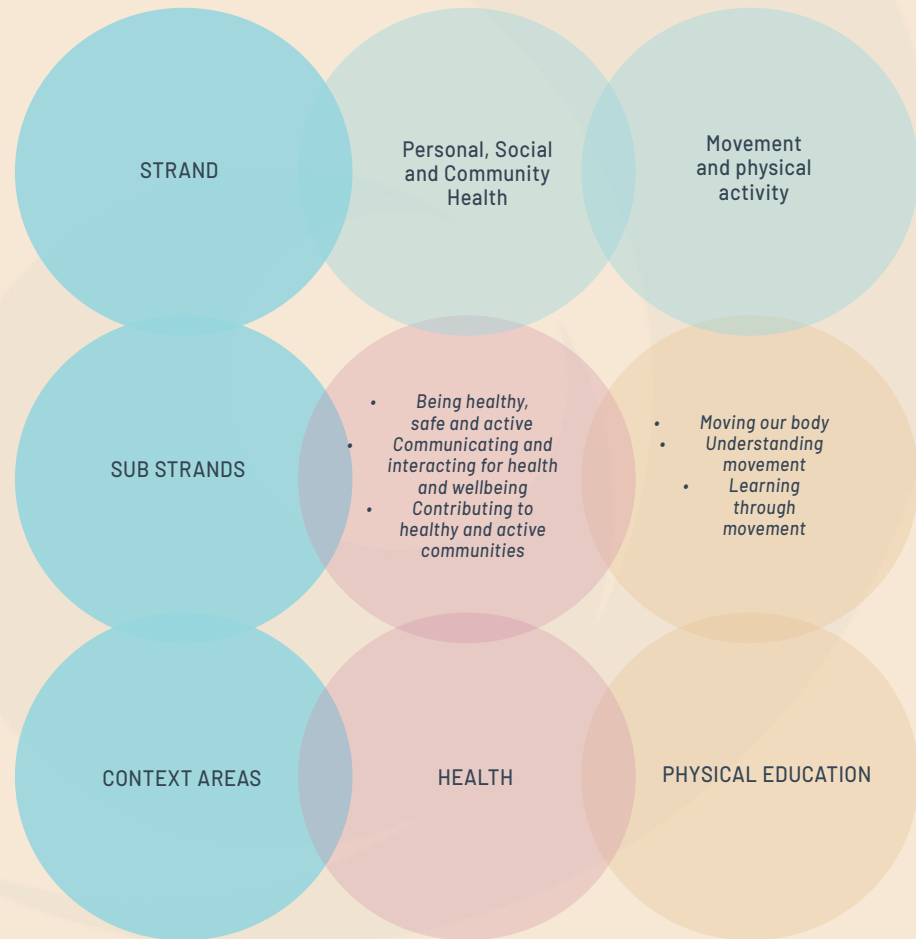 STRAND
Personal, Social
and Community
Health
Movement
and physical
activity
SUB STRANDS
• Being healthy,
safe and active
• Communicating and
interacting for health
and wellbeing
• Contributing to
healthy and active
communities
• Moving our body
• Understanding
movement
• Learning
through
movement
CONTEXT AREAS
HEALTH
PHYSICAL EDUCATION